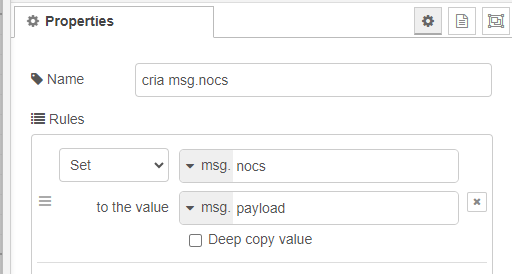 Properties
Name
cria msg.nocs
Rules
Set
msg. nocs
to the value
msg. payload
Deep copy value